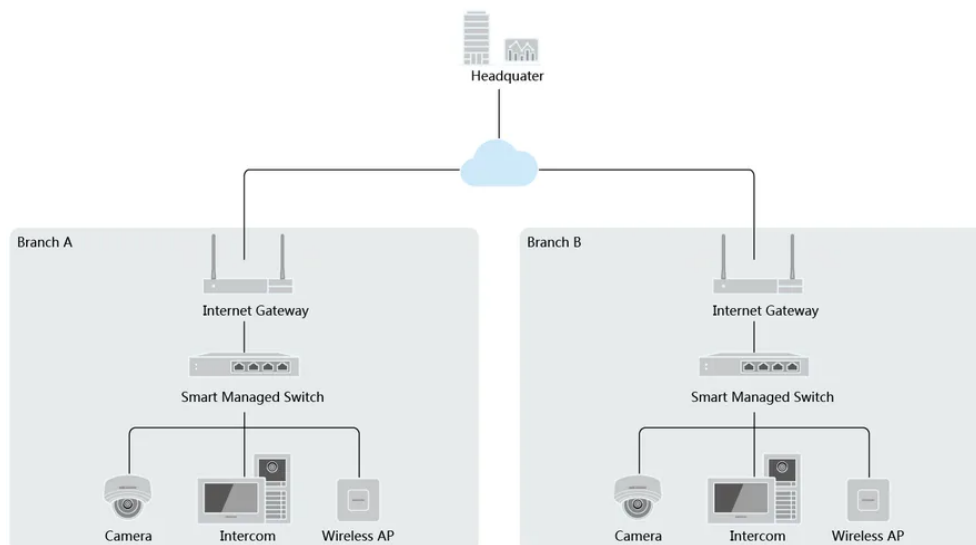 Headquater
Branch A
Branch B
Internet Gateway
Internet Gateway
Smart Managed Switch
Smart Managed Switch
Camera
Intercom
Wireless AP
Camera
Intercom
Wireless AP